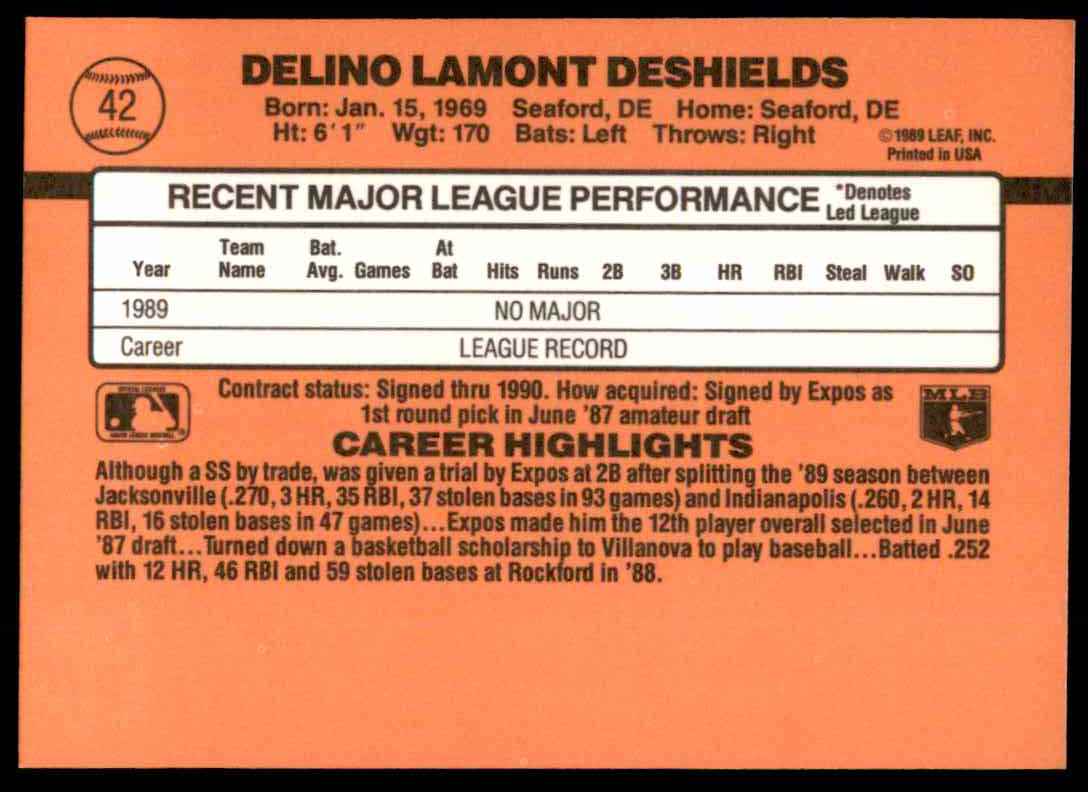 42
DELINO LAMONT DESHIELDS
Born: Jan. 15, 1969 Seaford, DE Home: Seaford, DE
Ht: 6'1" Wgt: 170 Bats: Left Throws: Right
©1989 LEAF, INC.
Printed in USA
RECENT MAJOR LEAGUE PERFORMANCE *Denotes
Led League
Year Team Name Bat. Avg. Games At Bat Hits Runs 2B 3B HR RBI Steal Walk SO
1989 NO MAJOR
Career LEAGUE RECORD
Contract status: Signed thru 1990. How acquired: Signed by Expos as
1st round pick in June '87 amateur draft
MLB
CAREER HIGHLIGHTS
Although a SS by trade, was given a trial by Expos at 2B after splitting the '89 season between
Jacksonville (.270, 3 HR, 35 RBI, 37 stolen bases in 93 games) and Indianapolis (.260, 2 HR, 14
RBI, 16 stolen bases in 47 games)...Expos made him the 12th player overall selected in June
'87 draft...Turned down a basketball scholarship to Villanova to play baseball...Batted .252
with 12 HR, 46 RBI and 59 stolen bases at Rockford in '88.